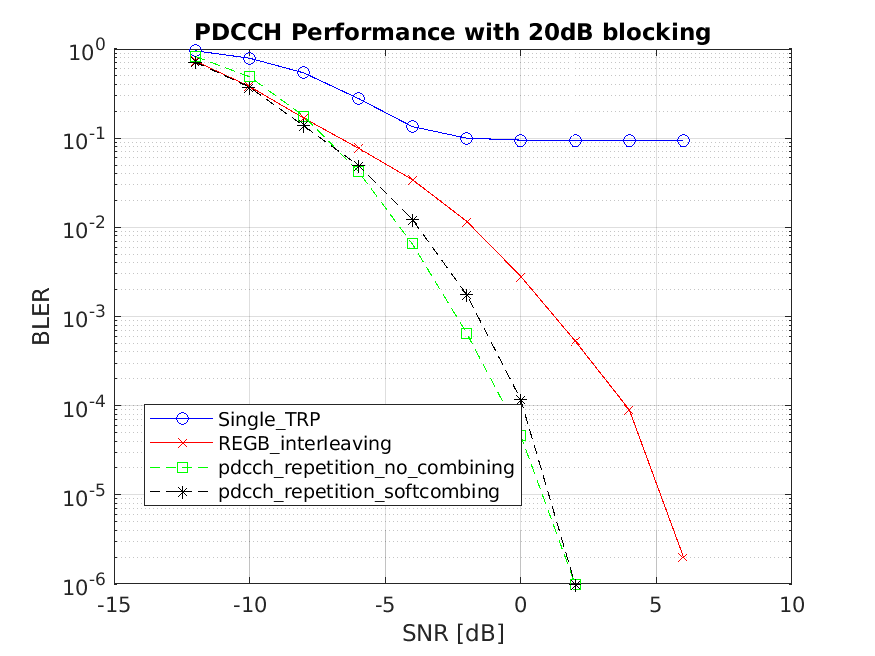 PDCCH Performance with 20dB blocking
10^0
10^-1
10^-2
10^-3
10^-4
10^-5
10^-6
BLER
Single_TRP
REGB_interleaving
pdcch_repetition_no_combining
pdcch_repetition_softcombing
-15 -10 -5 0 5 10
SNR [dB]